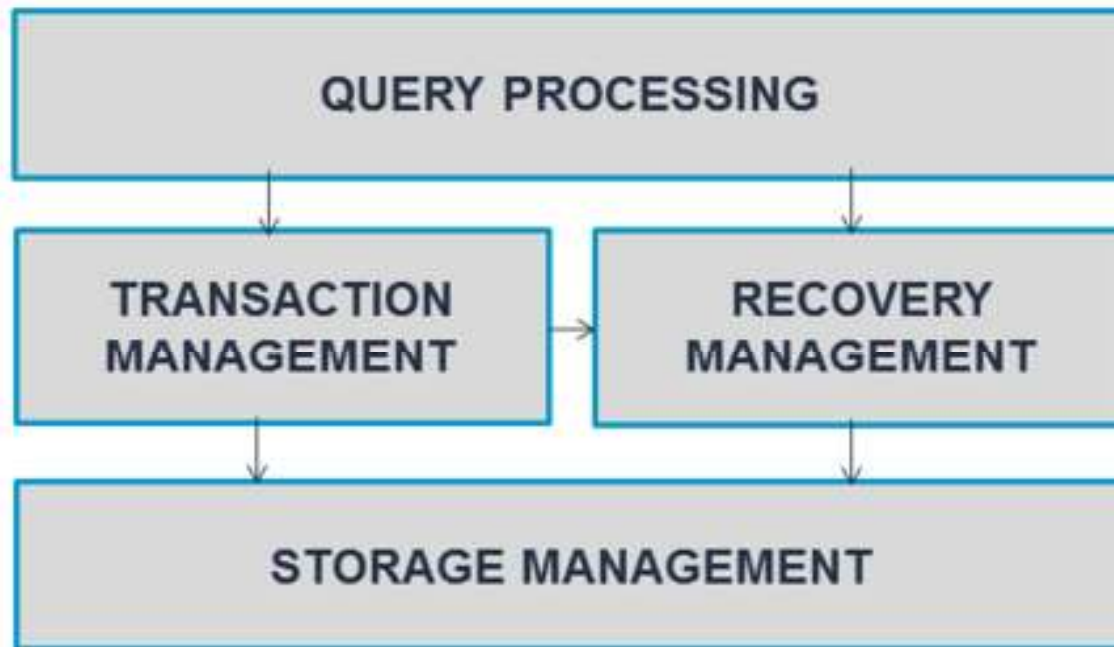 QUERY PROCESSING
TRANSACTION
MANAGEMENT
RECOVERY
MANAGEMENT
STORAGE MANAGEMENT